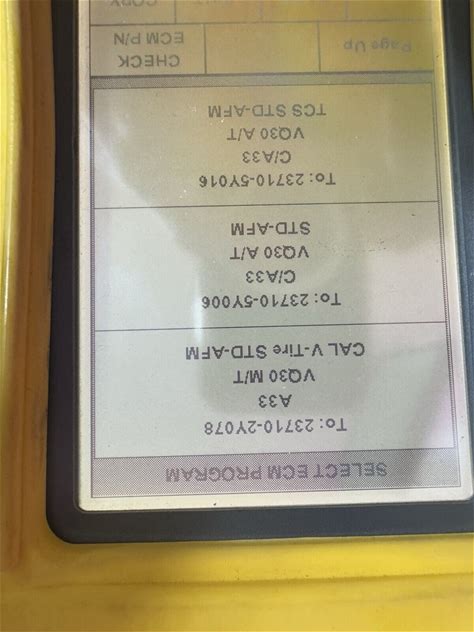 SELECT ECM PROGRAM
To: 23710-2Y078
A33
VQ30 M/T
CAL V-Tire STD-AFM
To: 23710-5Y006
C/A33
VQ30 A/T
STD-AFM
To: 23710-5Y016
C/A33
VQ30 A/T
TCS STD-AFM
Page Up
CHECK
ECM P/N
COPY